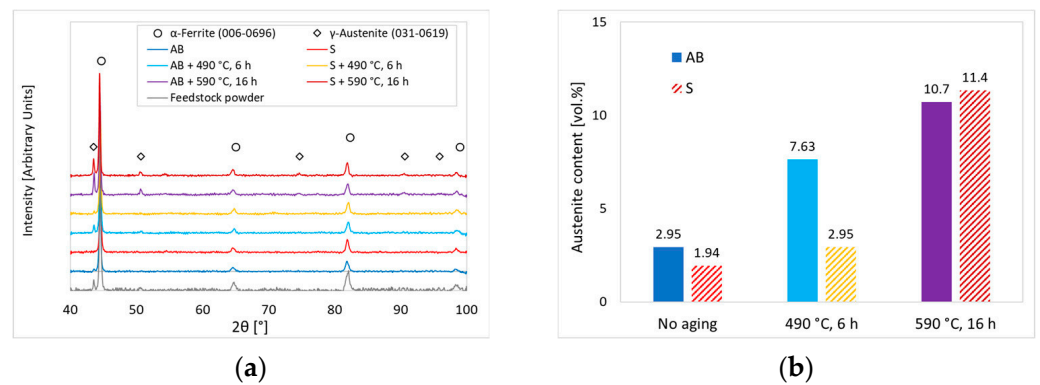 α-Ferrite (006-0696) γ-Austenite (031-0619)
AB S
AB + 490 °C, 6 h S + 490 °C, 6 h
AB + 590 °C, 16 h S + 590 °C, 16 h
Feedstock powder
Intensity [Arbitrary Units]
40 50 60 70 80 90 100
2θ [°]
(a)
15
10
5
0
Austenite content [vol.%]
AB
S
2.95
1.94
7.63
2.95
10.7
11.4
No aging 490 °C, 6 h 590 °C, 16 h
(b)